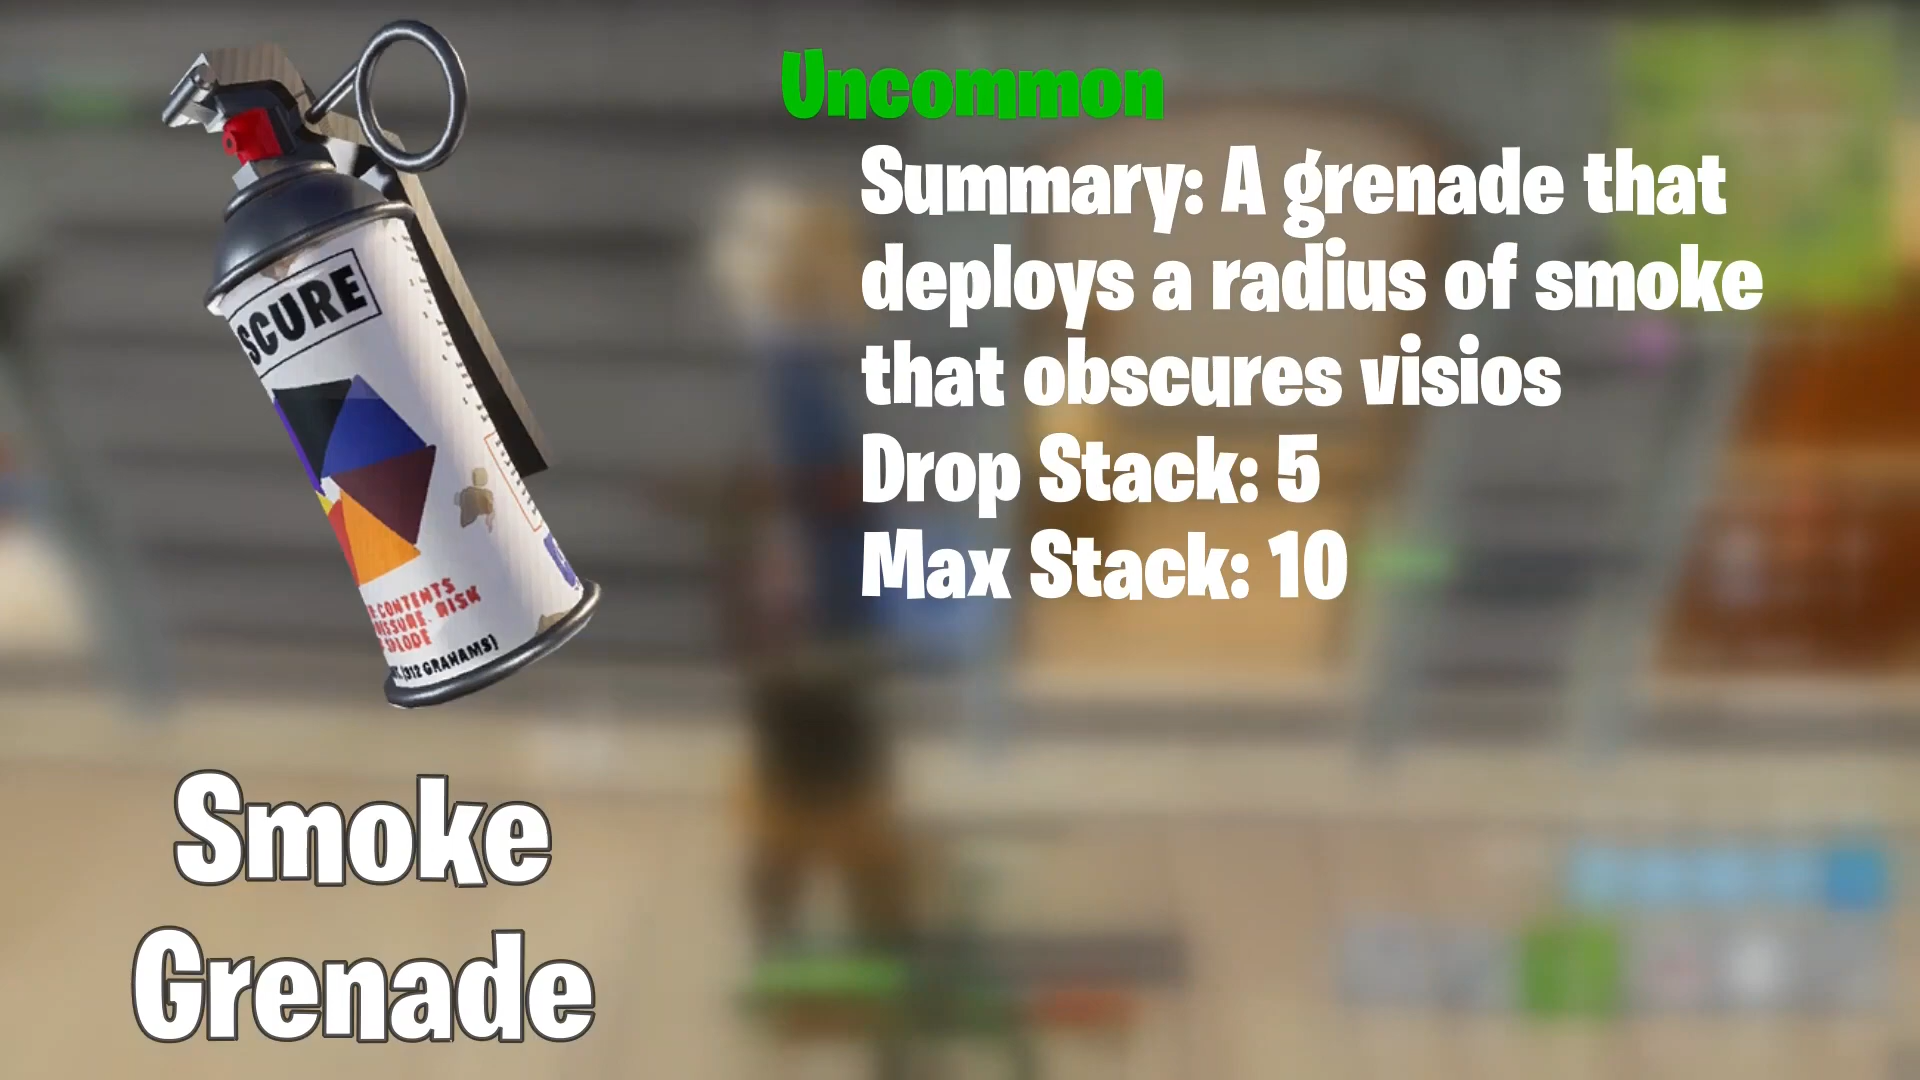 Uncommon
Summary: A grenade that
deploys a radius of smoke
that obscures visios
Drop Stack: 5
Max Stack: 10
SCURE
CONTENTS
RISK
(312 GRAHAMS)
Smoke
Grenade